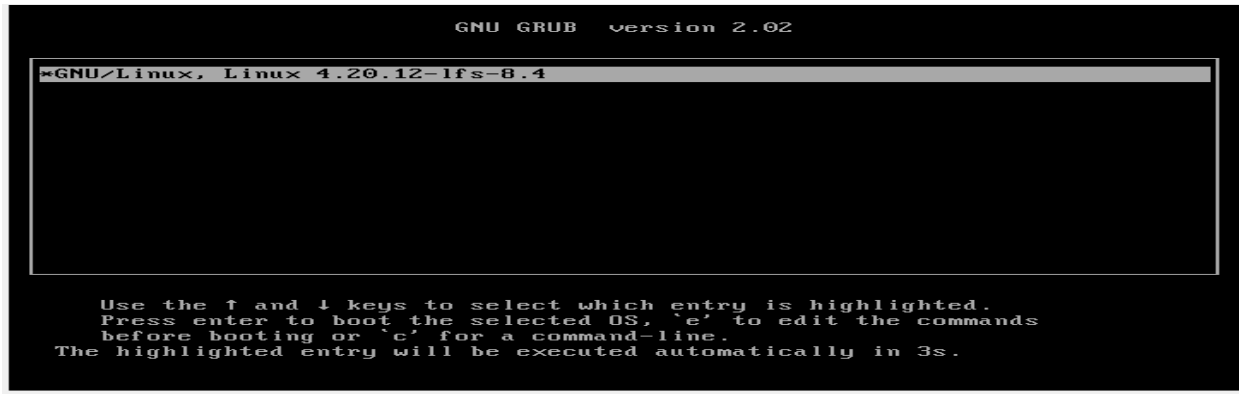 GNU GRUB  version 2.02
*GNU/Linux, Linux 4.20.12-lfs-8.4
Use the ↑ and ↓ keys to select which entry is highlighted.
Press enter to boot the selected OS, `e' to edit the commands
before booting or `c' for a command-line.
The highlighted entry will be executed automatically in 3s.